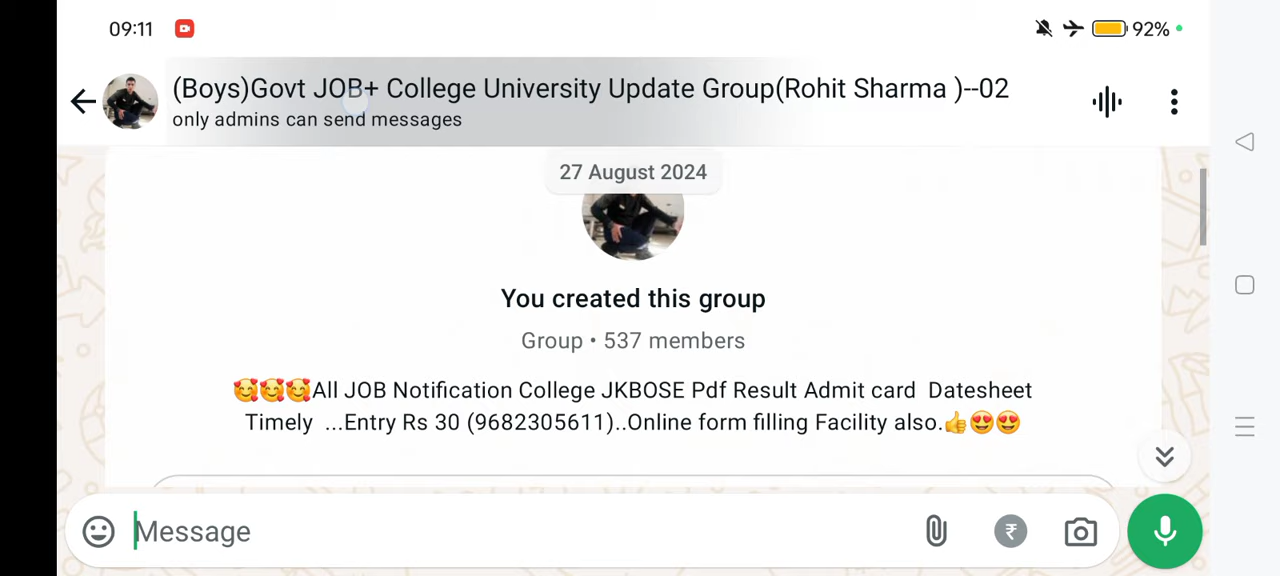 09:11
92%
(Boys)Govt JOB+ College University Update Group(Rohit Sharma )--02
only admins can send messages
27 August 2024
You created this group
Group • 537 members
🥰🥰🥰All JOB Notification College JKBOSE Pdf Result Admit card Datesheet
Timely ...Entry Rs 30 (9682305611)..Online form filling Facility also.👍😍😍
Message
₹